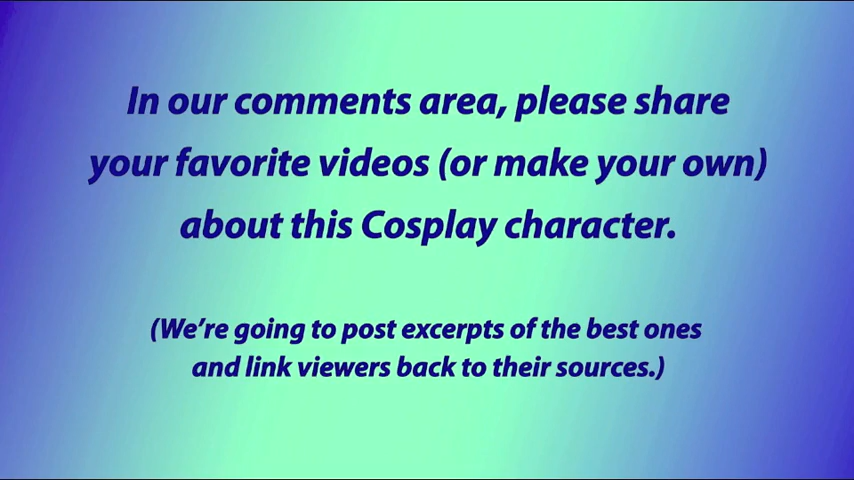 In our comments area, please share
your favorite videos (or make your own)
about this Cosplay character.
(We’re going to post excerpts of the best ones
and link viewers back to their sources.)